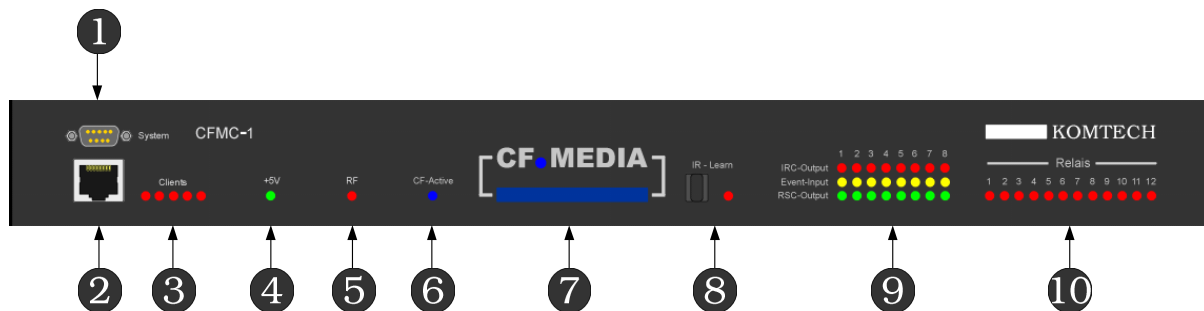 1
System
CFMC-1
KOMTECH
CF MEDIA
1 2 3 4 5 6 7 8
Relais
IR - Learn
IRC-Output
Clients
+5V
RF
CF-Active
Event-Input
1 2 3 4 5 6 7 8 9 10 11 12
RSC-Output
2
3
4
5
6
7
8
9
10